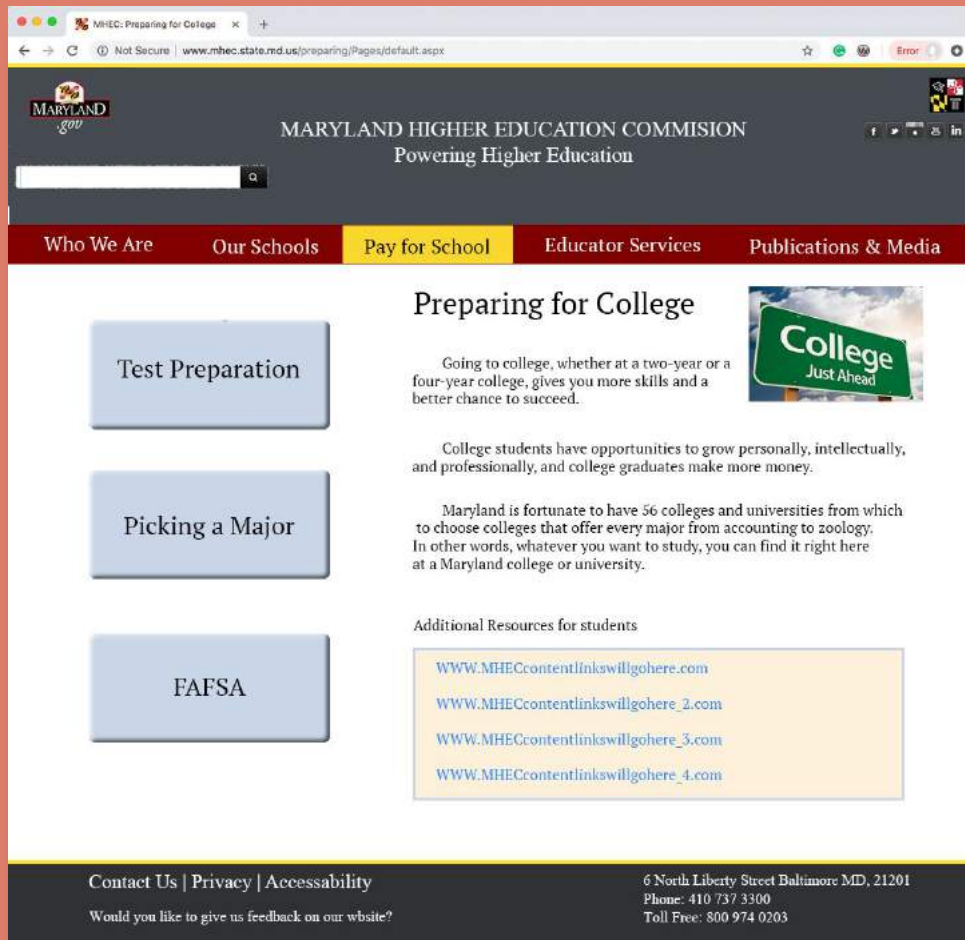 MHEC: Preparing for College
Not Secure www.mhec.state.md.us/preparing/Pages/default.aspx
Error
MARYLAND
.gov
MARYLAND HIGHER EDUCATION COMMISION
Powering Higher Education
f
in
Who We Are
Our Schools
Pay for School
Educator Services
Publications & Media
Test Preparation
Picking a Major
FAFSA
Preparing for College
College
Just Ahead
Going to college, whether at a two-year or a
four-year college, gives you more skills and a
better chance to succeed.
College students have opportunities to grow personally, intellectually,
and professionally, and college graduates make more money.
Maryland is fortunate to have 56 colleges and universities from which
to choose colleges that offer every major from accounting to zoology.
In other words, whatever you want to study, you can find it right here
at a Maryland college or university.
Additional Resources for students
WWW.MHECcontentlinkswillgohere.com
WWW.MHECcontentlinkswillgohere_2.com
WWW.MHECcontentlinkswillgohere_3.com
WWW.MHECcontentlinkswillgohere_4.com
Contact Us | Privacy | Accessability
Would you like to give us feedback on our wbsite?
6 North Liberty Street Baltimore MD, 21201
Phone: 410 737 3300
Toll Free: 800 974 0203